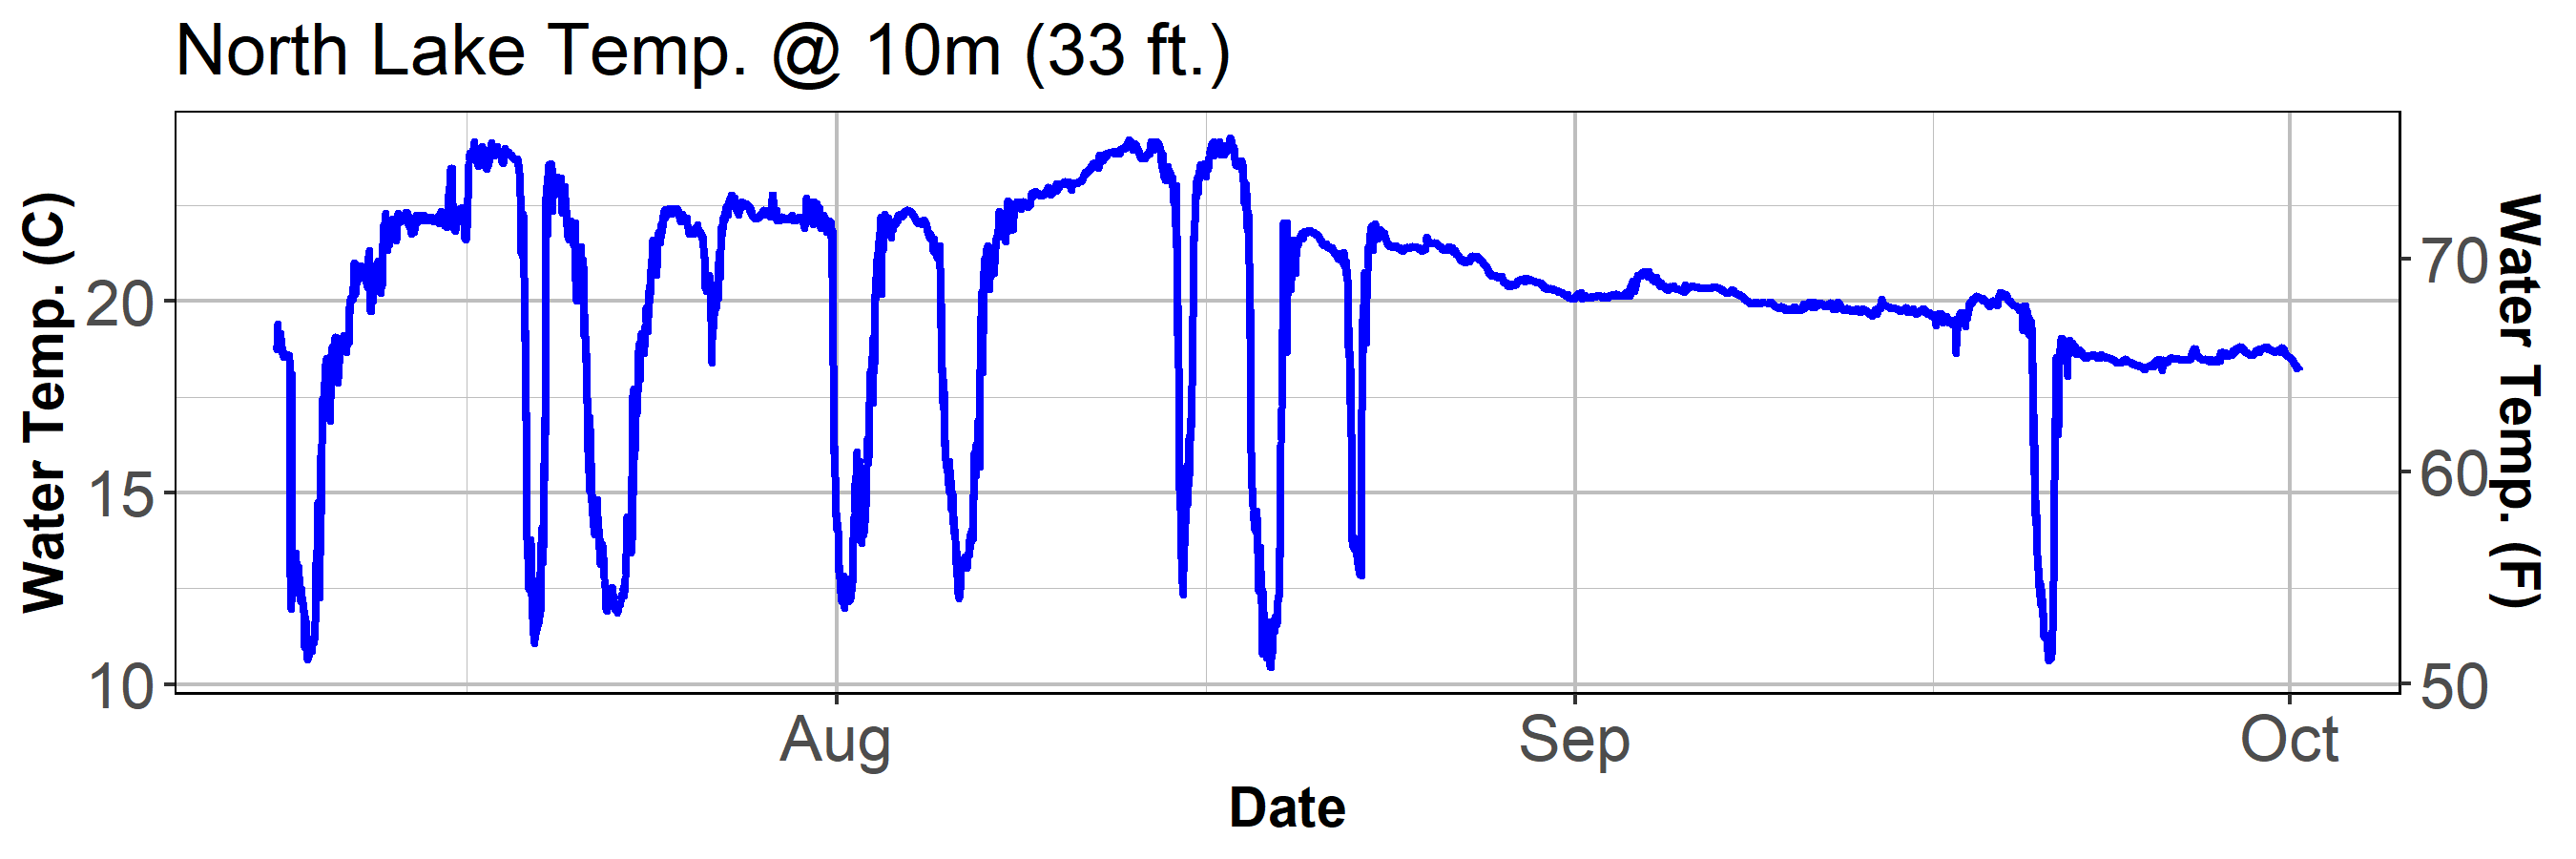 North Lake Temp. @ 10m (33 ft.)
Water Temp. (C)
20
15
10
70
60
50
Water Temp. (F)
Aug
Sep
Oct
Date